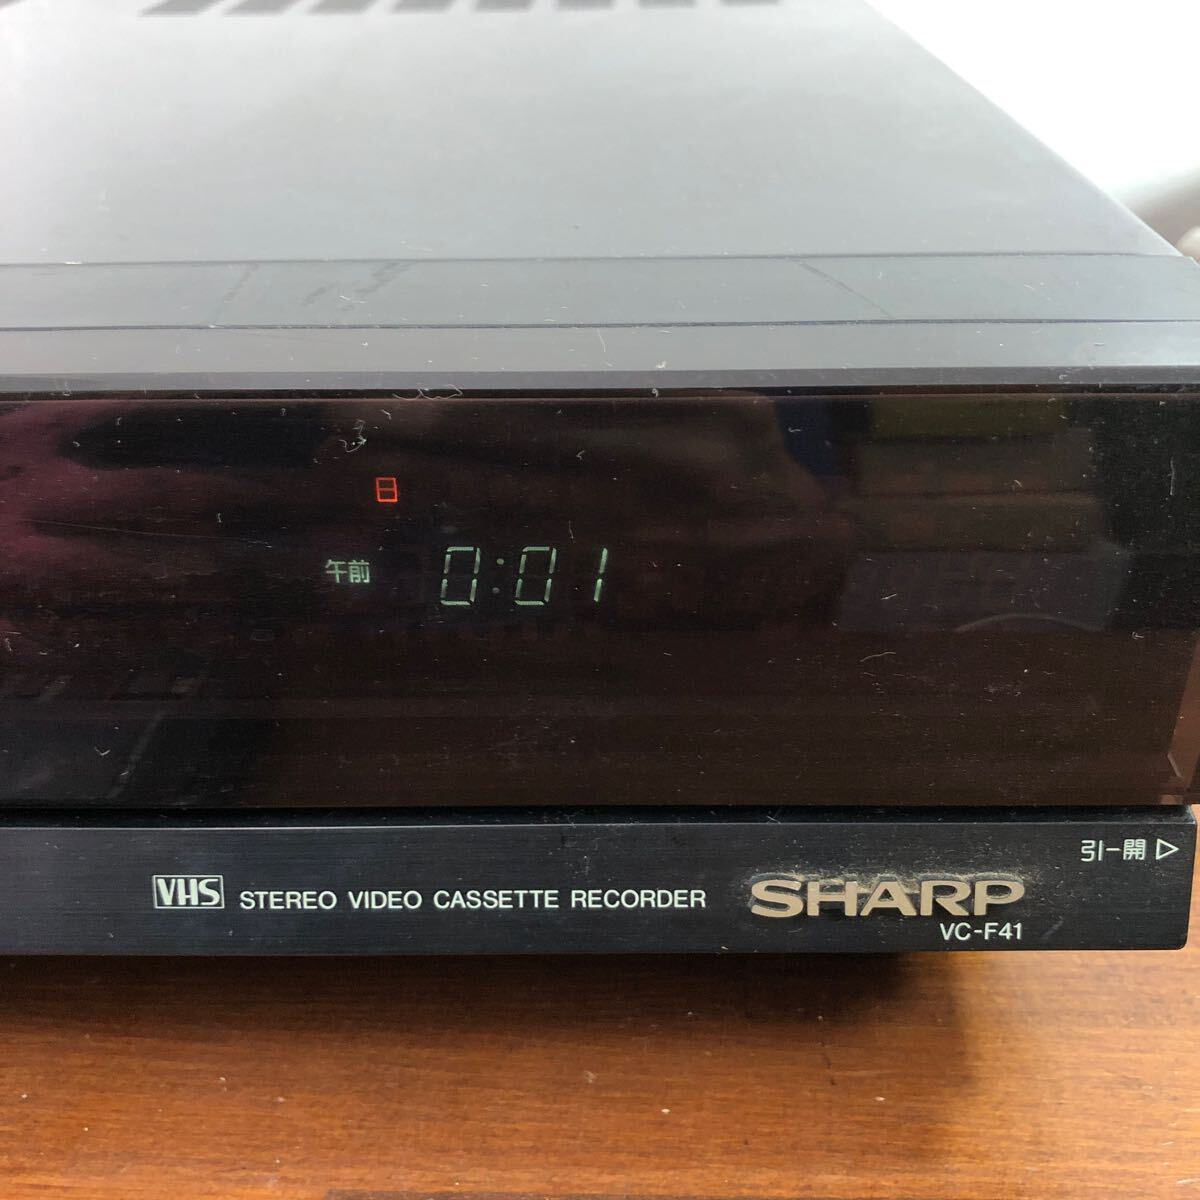 日
午前 0:01
引-開 ▷
VHS STEREO VIDEO CASSETTE RECORDER SHARP
VC-F41